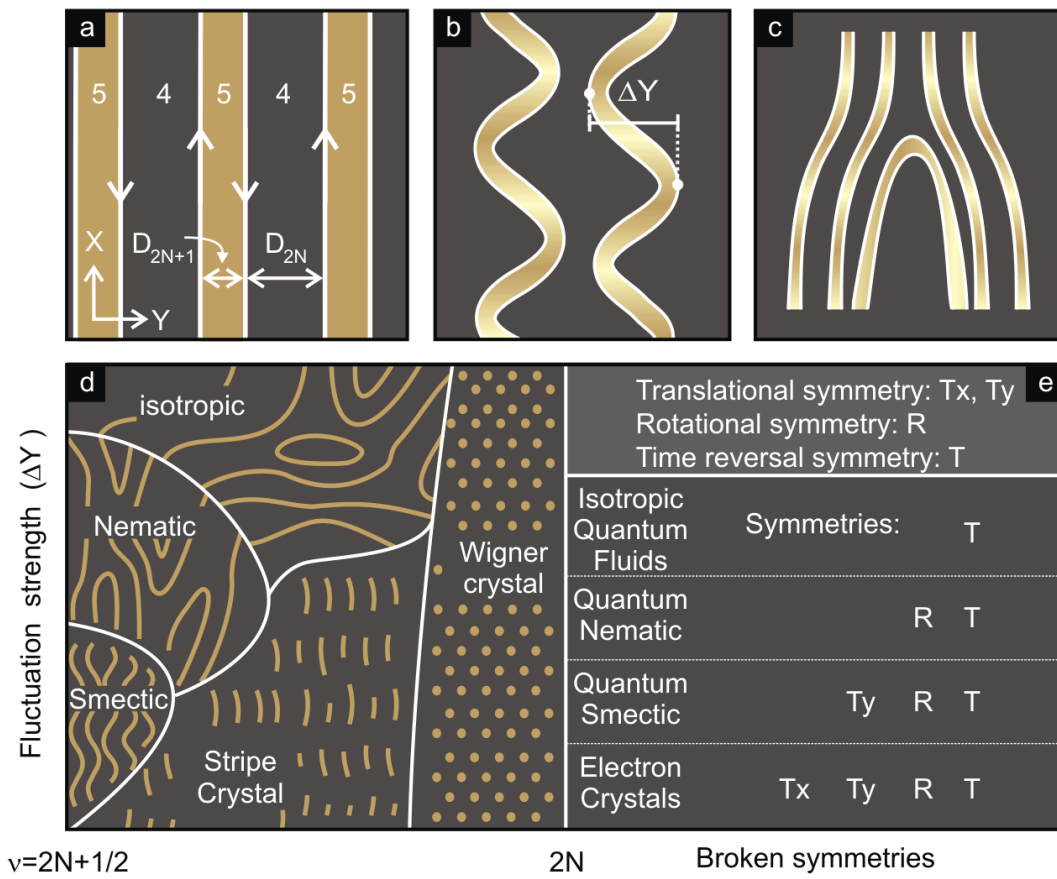 a
5 4 5 4 5
D2N+1 D2N
X
Y
b
ΔY
c
d
isotropic
Nematic
Smectic
Stripe
Crystal
Wigner
crystal
Fluctuation strength (ΔY)
ν=2N+1/2
2N
e
Translational symmetry: Tx, Ty
Rotational symmetry: R
Time reversal symmetry: T
Isotropic
Quantum
Fluids
Symmetries: T
Quantum
Nematic
R T
Quantum
Smectic
Ty R T
Electron
Crystals
Tx Ty R T
Broken symmetries